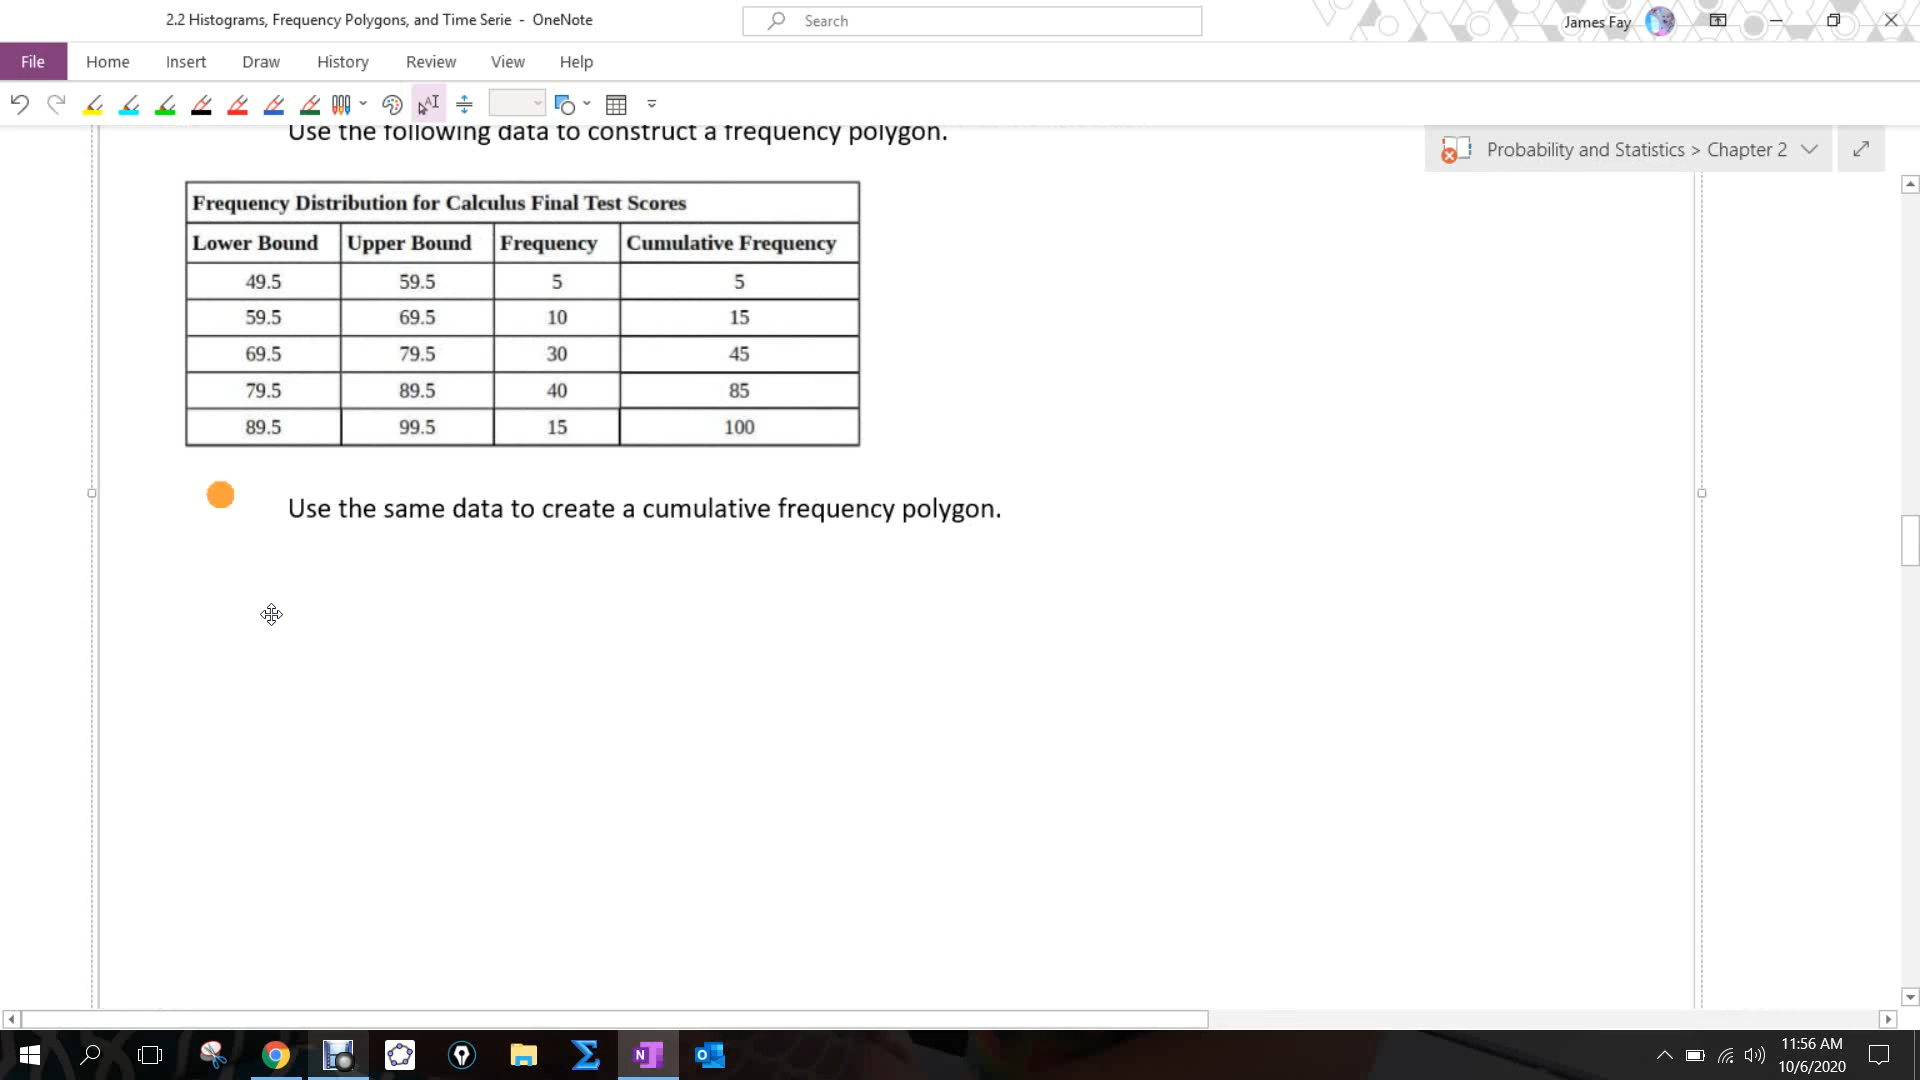 2.2 Histograms, Frequency Polygons, and Time Serie - OneNote
Search
James Fay
File Home Insert Draw History Review View Help
Use the following data to construct a frequency polygon.
Probability and Statistics > Chapter 2
Frequency Distribution for Calculus Final Test Scores
Lower Bound Upper Bound Frequency Cumulative Frequency
49.5 59.5 5 5
59.5 69.5 10 15
69.5 79.5 30 45
79.5 89.5 40 85
89.5 99.5 15 100
Use the same data to create a cumulative frequency polygon.
11:56 AM
10/6/2020